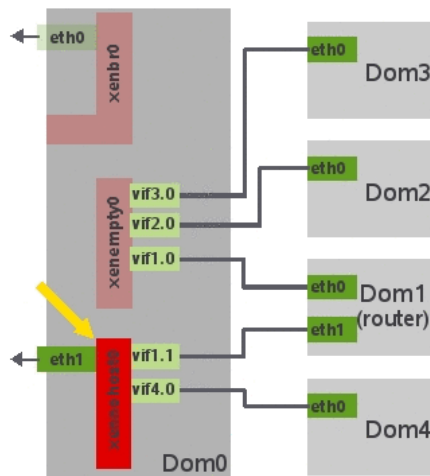 eth0
xenbr0
eth0
Dom3
xenempty0
vif3.0
vif2.0
vif1.0
eth0
Dom2
eth0
Dom1
(router)
eth1
eth1
vif1.1
vif4.0
eth0
Dom4
Dom0